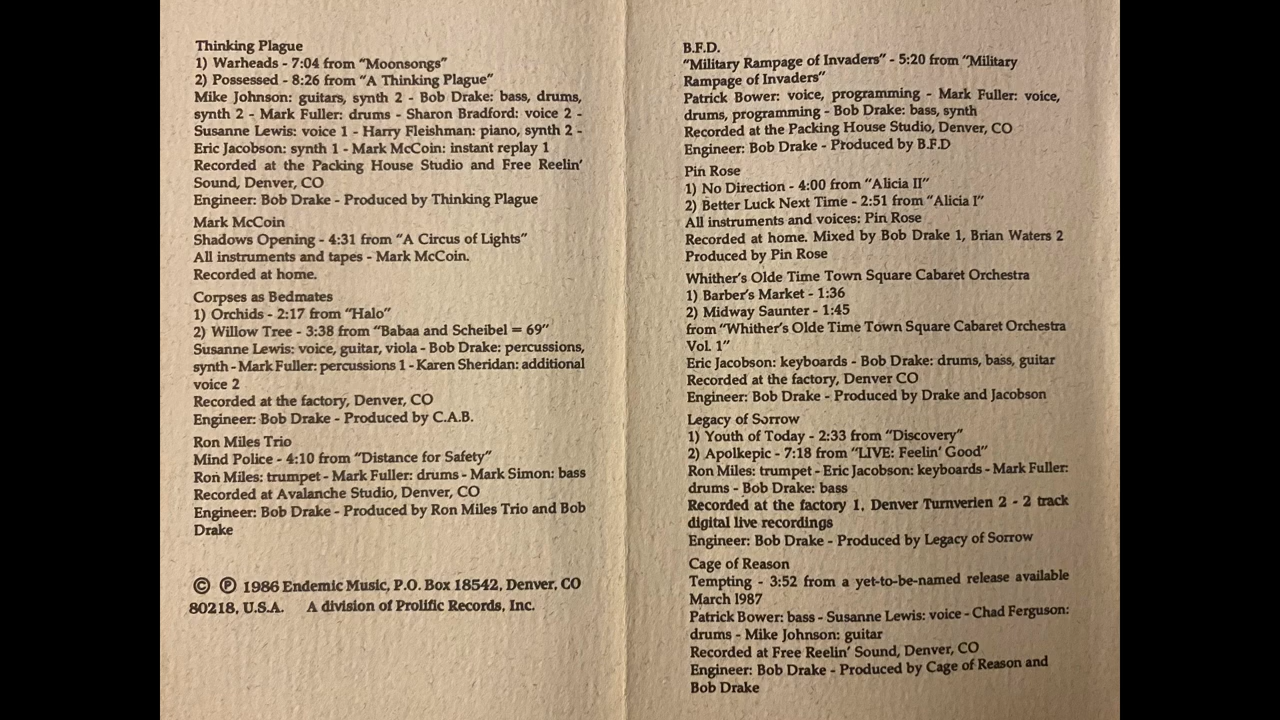 Thinking Plague
1) Warheads - 7:04 from "Moonsongs"
2) Possessed - 8:26 from "A Thinking Plague"
Mike Johnson: guitars, synth 2 - Bob Drake: bass, drums,
synth 2 - Mark Fuller: drums - Sharon Bradford: voice 2 -
Susanne Lewis: voice 1 - Harry Fleishman: piano, synth 2 -
Eric Jacobson: synth 1 - Mark McCoin: instant replay 1
Recorded at the Packing House Studio and Free Reelin'
Sound, Denver, CO
Engineer: Bob Drake - Produced by Thinking Plague
Mark McCoin
Shadows Opening - 4:31 from "A Circus of Lights"
All instruments and tapes - Mark McCoin.
Recorded at home.
Corpses as Bedmates
1) Orchids - 2:17 from "Halo"
2) Willow Tree - 3:38 from "Babaa and Scheibel = 69"
Susanne Lewis: voice, guitar, viola - Bob Drake: percussions,
synth - Mark Fuller: percussions 1 - Karen Sheridan: additional
voice 2
Recorded at the factory, Denver, CO
Engineer: Bob Drake - Produced by C.A.B.
Ron Miles Trio
Mind Police - 4:10 from "Distance for Safety"
Ron Miles: trumpet - Mark Fuller: drums - Mark Simon: bass
Recorded at Avalanche Studio, Denver, CO
Engineer: Bob Drake - Produced by Ron Miles Trio and Bob
Drake
© ℗ 1986 Endemic Music, P.O. Box 18542, Denver, CO
80218, U.S.A. A division of Prolific Records, Inc.
B.F.D.
"Military Rampage of Invaders" - 5:20 from "Military
Rampage of Invaders"
Patrick Bower: voice, programming - Mark Fuller: voice,
drums, programming - Bob Drake: bass, synth
Recorded at the Packing House Studio, Denver, CO
Engineer: Bob Drake - Produced by B.F.D
Pin Rose
1) No Direction - 4:00 from "Alicia II"
2) Better Luck Next Time - 2:51 from "Alicia I"
All instruments and voices: Pin Rose
Recorded at home. Mixed by Bob Drake 1, Brian Waters 2
Produced by Pin Rose
Whither's Olde Time Town Square Cabaret Orchestra
1) Barber's Market - 1:36
2) Midway Saunter - 1:45
from "Whither's Olde Time Town Square Cabaret Orchestra
Vol. 1"
Eric Jacobson: keyboards - Bob Drake: drums, bass, guitar
Recorded at the factory, Denver CO
Engineer: Bob Drake - Produced by Drake and Jacobson
Legacy of Sorrow
1) Youth of Today - 2:33 from "Discovery"
2) Apolkepic - 7:18 from "LIVE: Feelin' Good"
Ron Miles: trumpet - Eric Jacobson: keyboards - Mark Fuller:
drums - Bob Drake: bass
Recorded at the factory 1, Denver Turnverien 2 - 2 track
digital live recordings
Engineer: Bob Drake - Produced by Legacy of Sorrow
Cage of Reason
Tempting - 3:52 from a yet-to-be-named release available
March 1987
Patrick Bower: bass - Susanne Lewis: voice - Chad Ferguson:
drums - Mike Johnson: guitar
Recorded at Free Reelin' Sound, Denver, CO
Engineer: Bob Drake - Produced by Cage of Reason and
Bob Drake